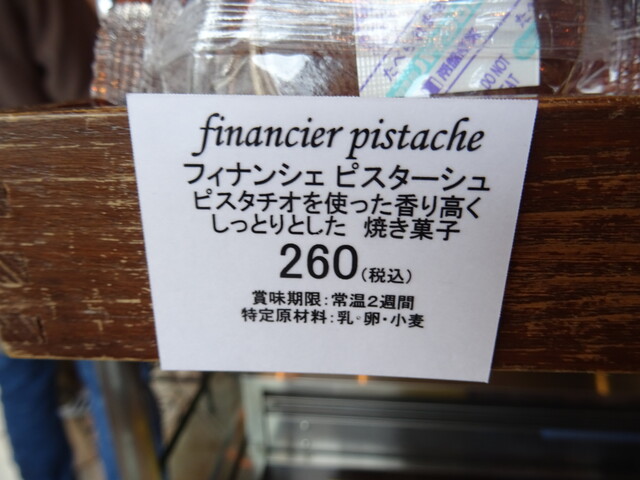 financier pistache
フィナンシェ ピスターシュ
ピスタチオを使った香り高く
しっとりとした 焼き菓子
260(税込)
賞味期限:常温2週間
特定原材料:乳・卵・小麦
DO NOT